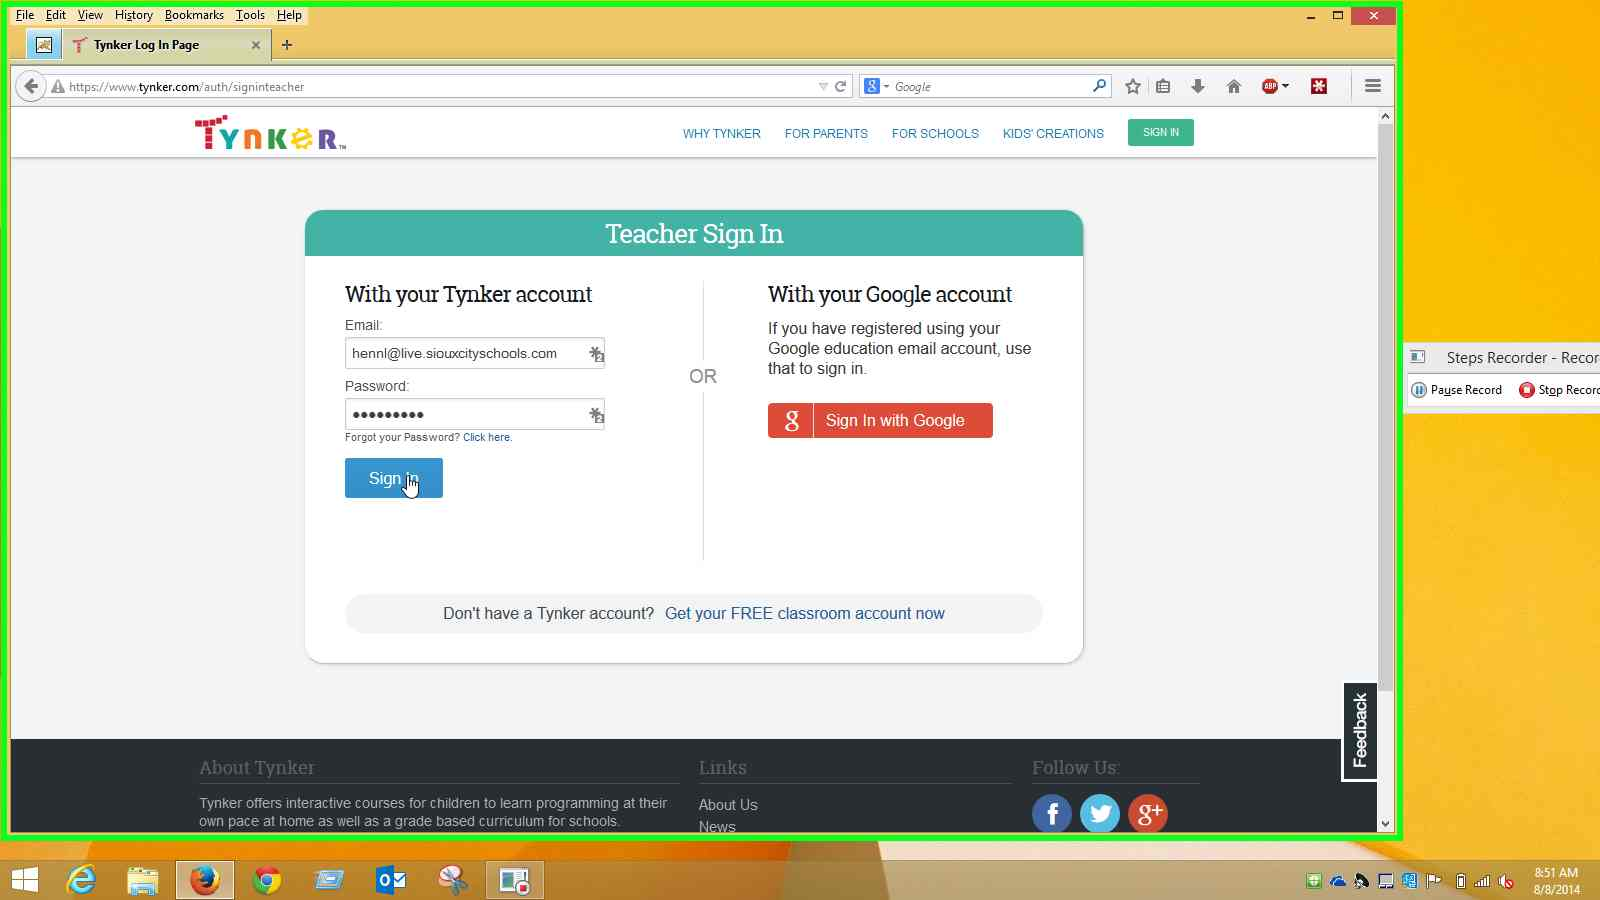 File Edit View History Bookmarks Tools Help
Tynker Log In Page
https://www.tynker.com/auth/signinteacher
Google
TYNKER™
WHY TYNKER FOR PARENTS FOR SCHOOLS KIDS' CREATIONS SIGN IN
Teacher Sign In
With your Tynker account
Email:
hennl@live.siouxcityschools.com
Password:
Forgot your Password? Click here.
Sign In
OR
With your Google account
If you have registered using your
Google education email account, use
that to sign in.
g Sign In with Google
Don't have a Tynker account? Get your FREE classroom account now
Feedback
About Tynker
Tynker offers interactive courses for children to learn programming at their
own pace at home as well as a grade based curriculum for schools.
Links
About Us
News
Follow Us:
Steps Recorder - Recor
Pause Record Stop Recor
8:51 AM
8/8/2014